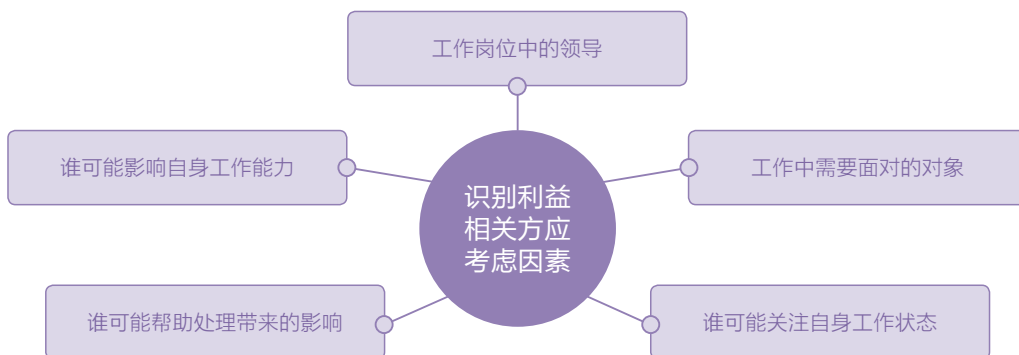 工作岗位中的领导
谁可能影响自身工作能力
工作中需要面对的对象
识别利益
相关方应
考虑因素
谁可能帮助处理带来的影响
谁可能关注自身工作状态